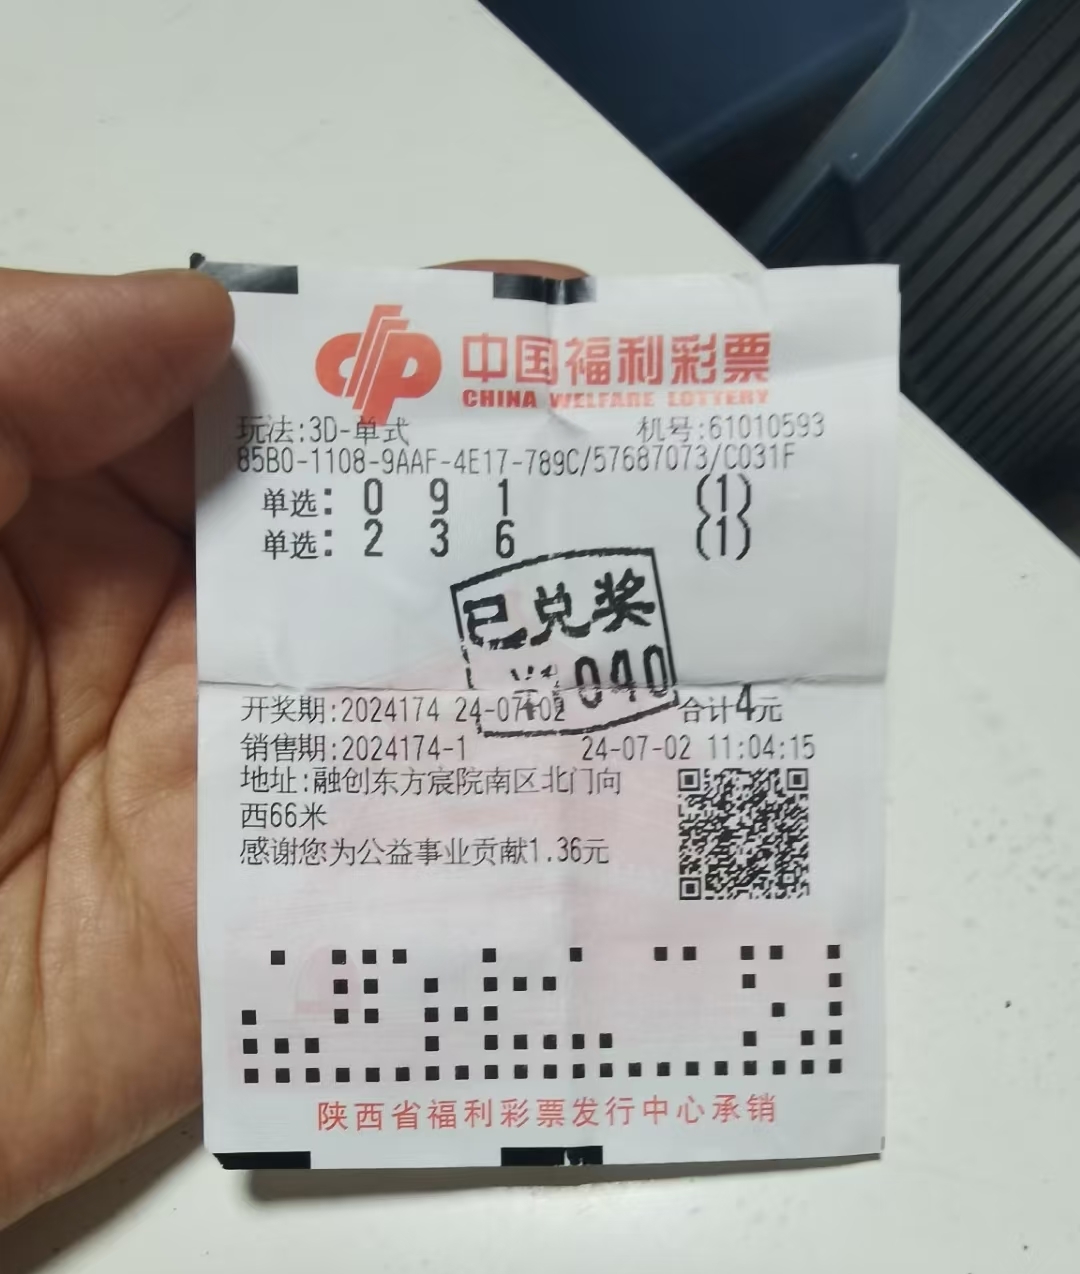 中国福利彩票
CHINA WELFARE LOTTERY
玩法:3D-单式 机号:61010593
85B0-1108-9AAF-4E17-789C/57687073/C031F
单选: 0 9 1 (1)
单选: 2 3 6 (1)
已兑奖
开奖期:2024174 24-07-02 合计4元
销售期:2024174-1 24-07-02 11:04:15
地址:融创东方宸院南区北门向
西66米
感谢您为公益事业贡献1.36元
陕西省福利彩票发行中心承销